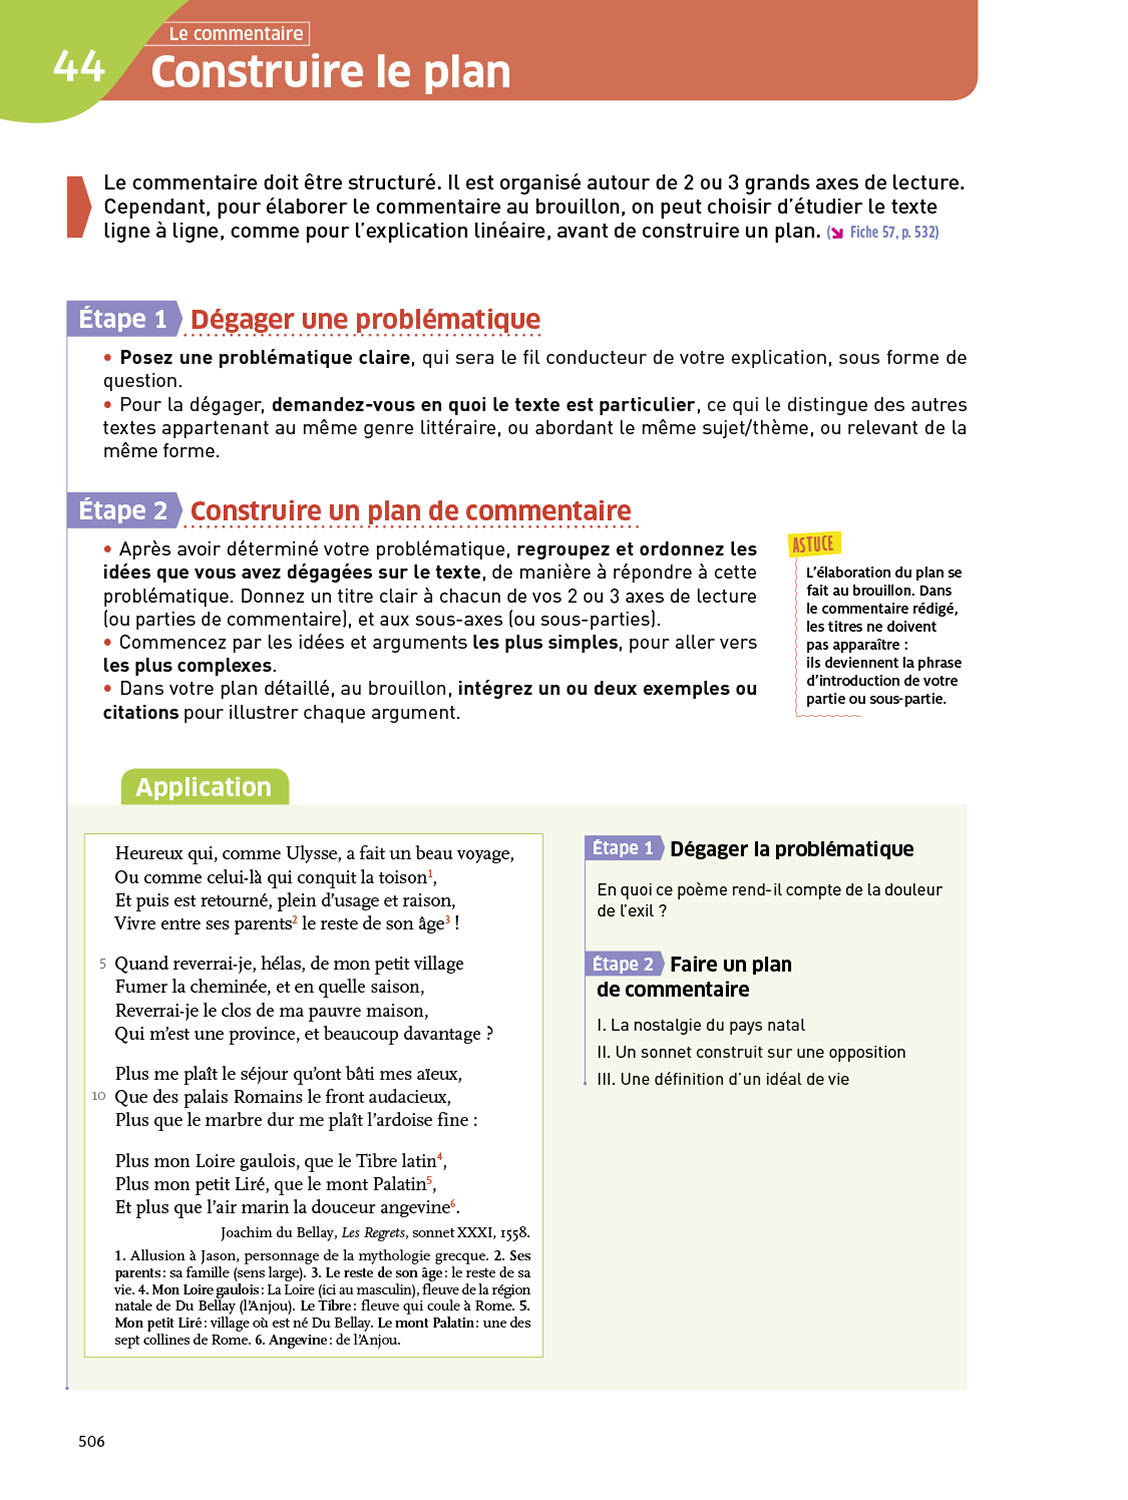 44
Le commentaire
Construire le plan
Le commentaire doit être structuré. Il est organisé autour de 2 ou 3 grands axes de lecture.
Cependant, pour élaborer le commentaire au brouillon, on peut choisir d'étudier le texte
ligne à ligne, comme pour l'explication linéaire, avant de construire un plan. (➘ Fiche 57, p. 532)
Étape 1 Dégager une problématique
• Posez une problématique claire, qui sera le fil conducteur de votre explication, sous forme de
question.
• Pour la dégager, demandez-vous en quoi le texte est particulier, ce qui le distingue des autres
textes appartenant au même genre littéraire, ou abordant le même sujet/thème, ou relevant de la
même forme.
Étape 2 Construire un plan de commentaire
• Après avoir déterminé votre problématique, regroupez et ordonnez les
idées que vous avez dégagées sur le texte, de manière à répondre à cette
problématique. Donnez un titre clair à chacun de vos 2 ou 3 axes de lecture
(ou parties de commentaire), et aux sous-axes (ou sous-parties).
• Commencez par les idées et arguments les plus simples, pour aller vers
les plus complexes.
• Dans votre plan détaillé, au brouillon, intégrez un ou deux exemples ou
citations pour illustrer chaque argument.
ASTUCE
L'élaboration du plan se
fait au brouillon. Dans
le commentaire rédigé,
les titres ne doivent
pas apparaître :
ils deviennent la phrase
d'introduction de votre
partie ou sous-partie.
Application
Heureux qui, comme Ulysse, a fait un beau voyage,
Ou comme celui-là qui conquit la toison1,
Et puis est retourné, plein d'usage et raison,
Vivre entre ses parents2 le reste de son âge3 !
5 Quand reverrai-je, hélas, de mon petit village
Fumer la cheminée, et en quelle saison,
Reverrai-je le clos de ma pauvre maison,
Qui m'est une province, et beaucoup davantage ?
Plus me plaît le séjour qu'ont bâti mes aïeux,
10 Que des palais Romains le front audacieux,
Plus que le marbre dur me plaît l'ardoise fine :
Plus mon Loire gaulois, que le Tibre latin4,
Plus mon petit Liré, que le mont Palatin5,
Et plus que l'air marin la douceur angevine6.
Joachim du Bellay, Les Regrets, sonnet XXXI, 1558.
1. Allusion à Jason, personnage de la mythologie grecque. 2. Ses
parents : sa famille (sens large). 3. Le reste de son âge : le reste de sa
vie. 4. Mon Loire gaulois : La Loire (ici au masculin), fleuve de la région
natale de Du Bellay (l'Anjou). Le Tibre : fleuve qui coule à Rome. 5.
Mon petit Liré : village où est né Du Bellay. Le mont Palatin : une des
sept collines de Rome. 6. Angevine : de l'Anjou.
Étape 1 Dégager la problématique
En quoi ce poème rend-il compte de la douleur
de l'exil ?
Étape 2 Faire un plan
de commentaire
I. La nostalgie du pays natal
II. Un sonnet construit sur une opposition
III. Une définition d'un idéal de vie
506